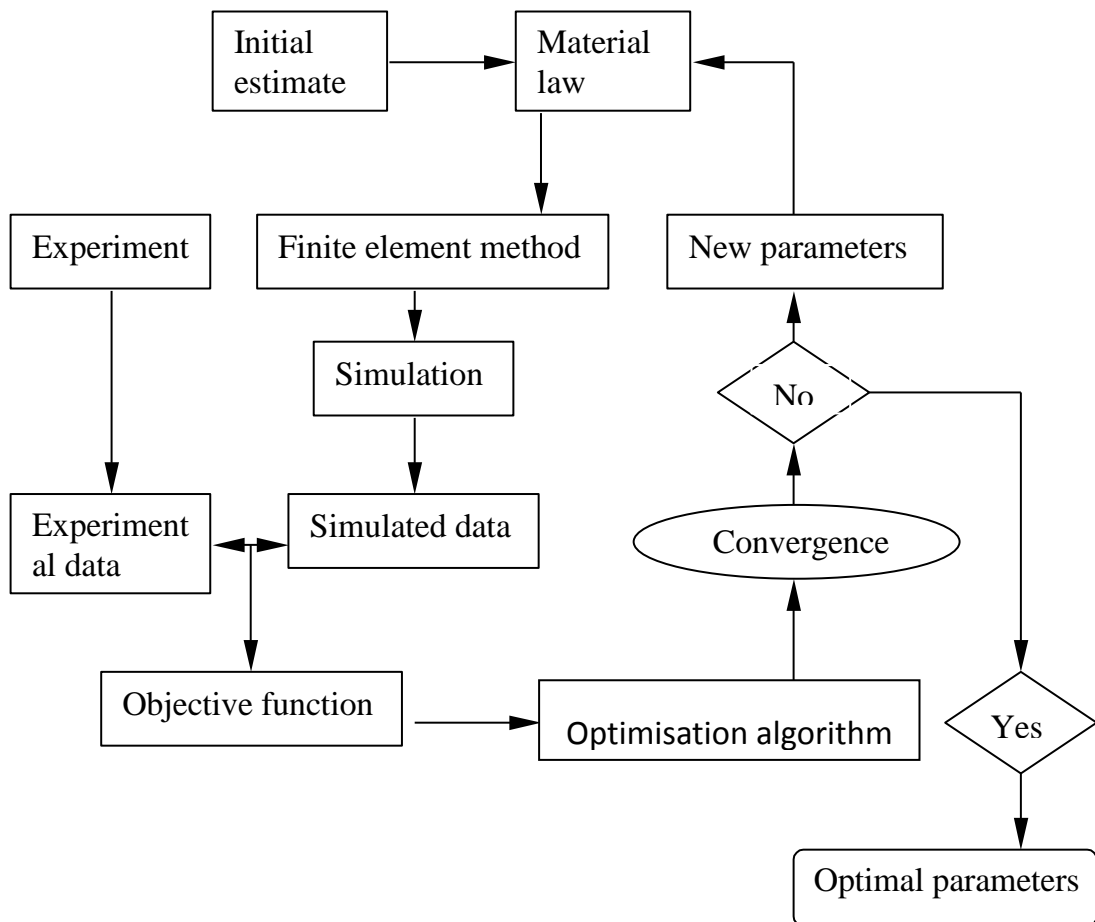 Initial
estimate
Material
law
Experiment
Finite element method
New parameters
Simulation
No
Experiment
al data
Simulated data
Convergence
Objective function
Optimisation algorithm
Yes
Optimal parameters